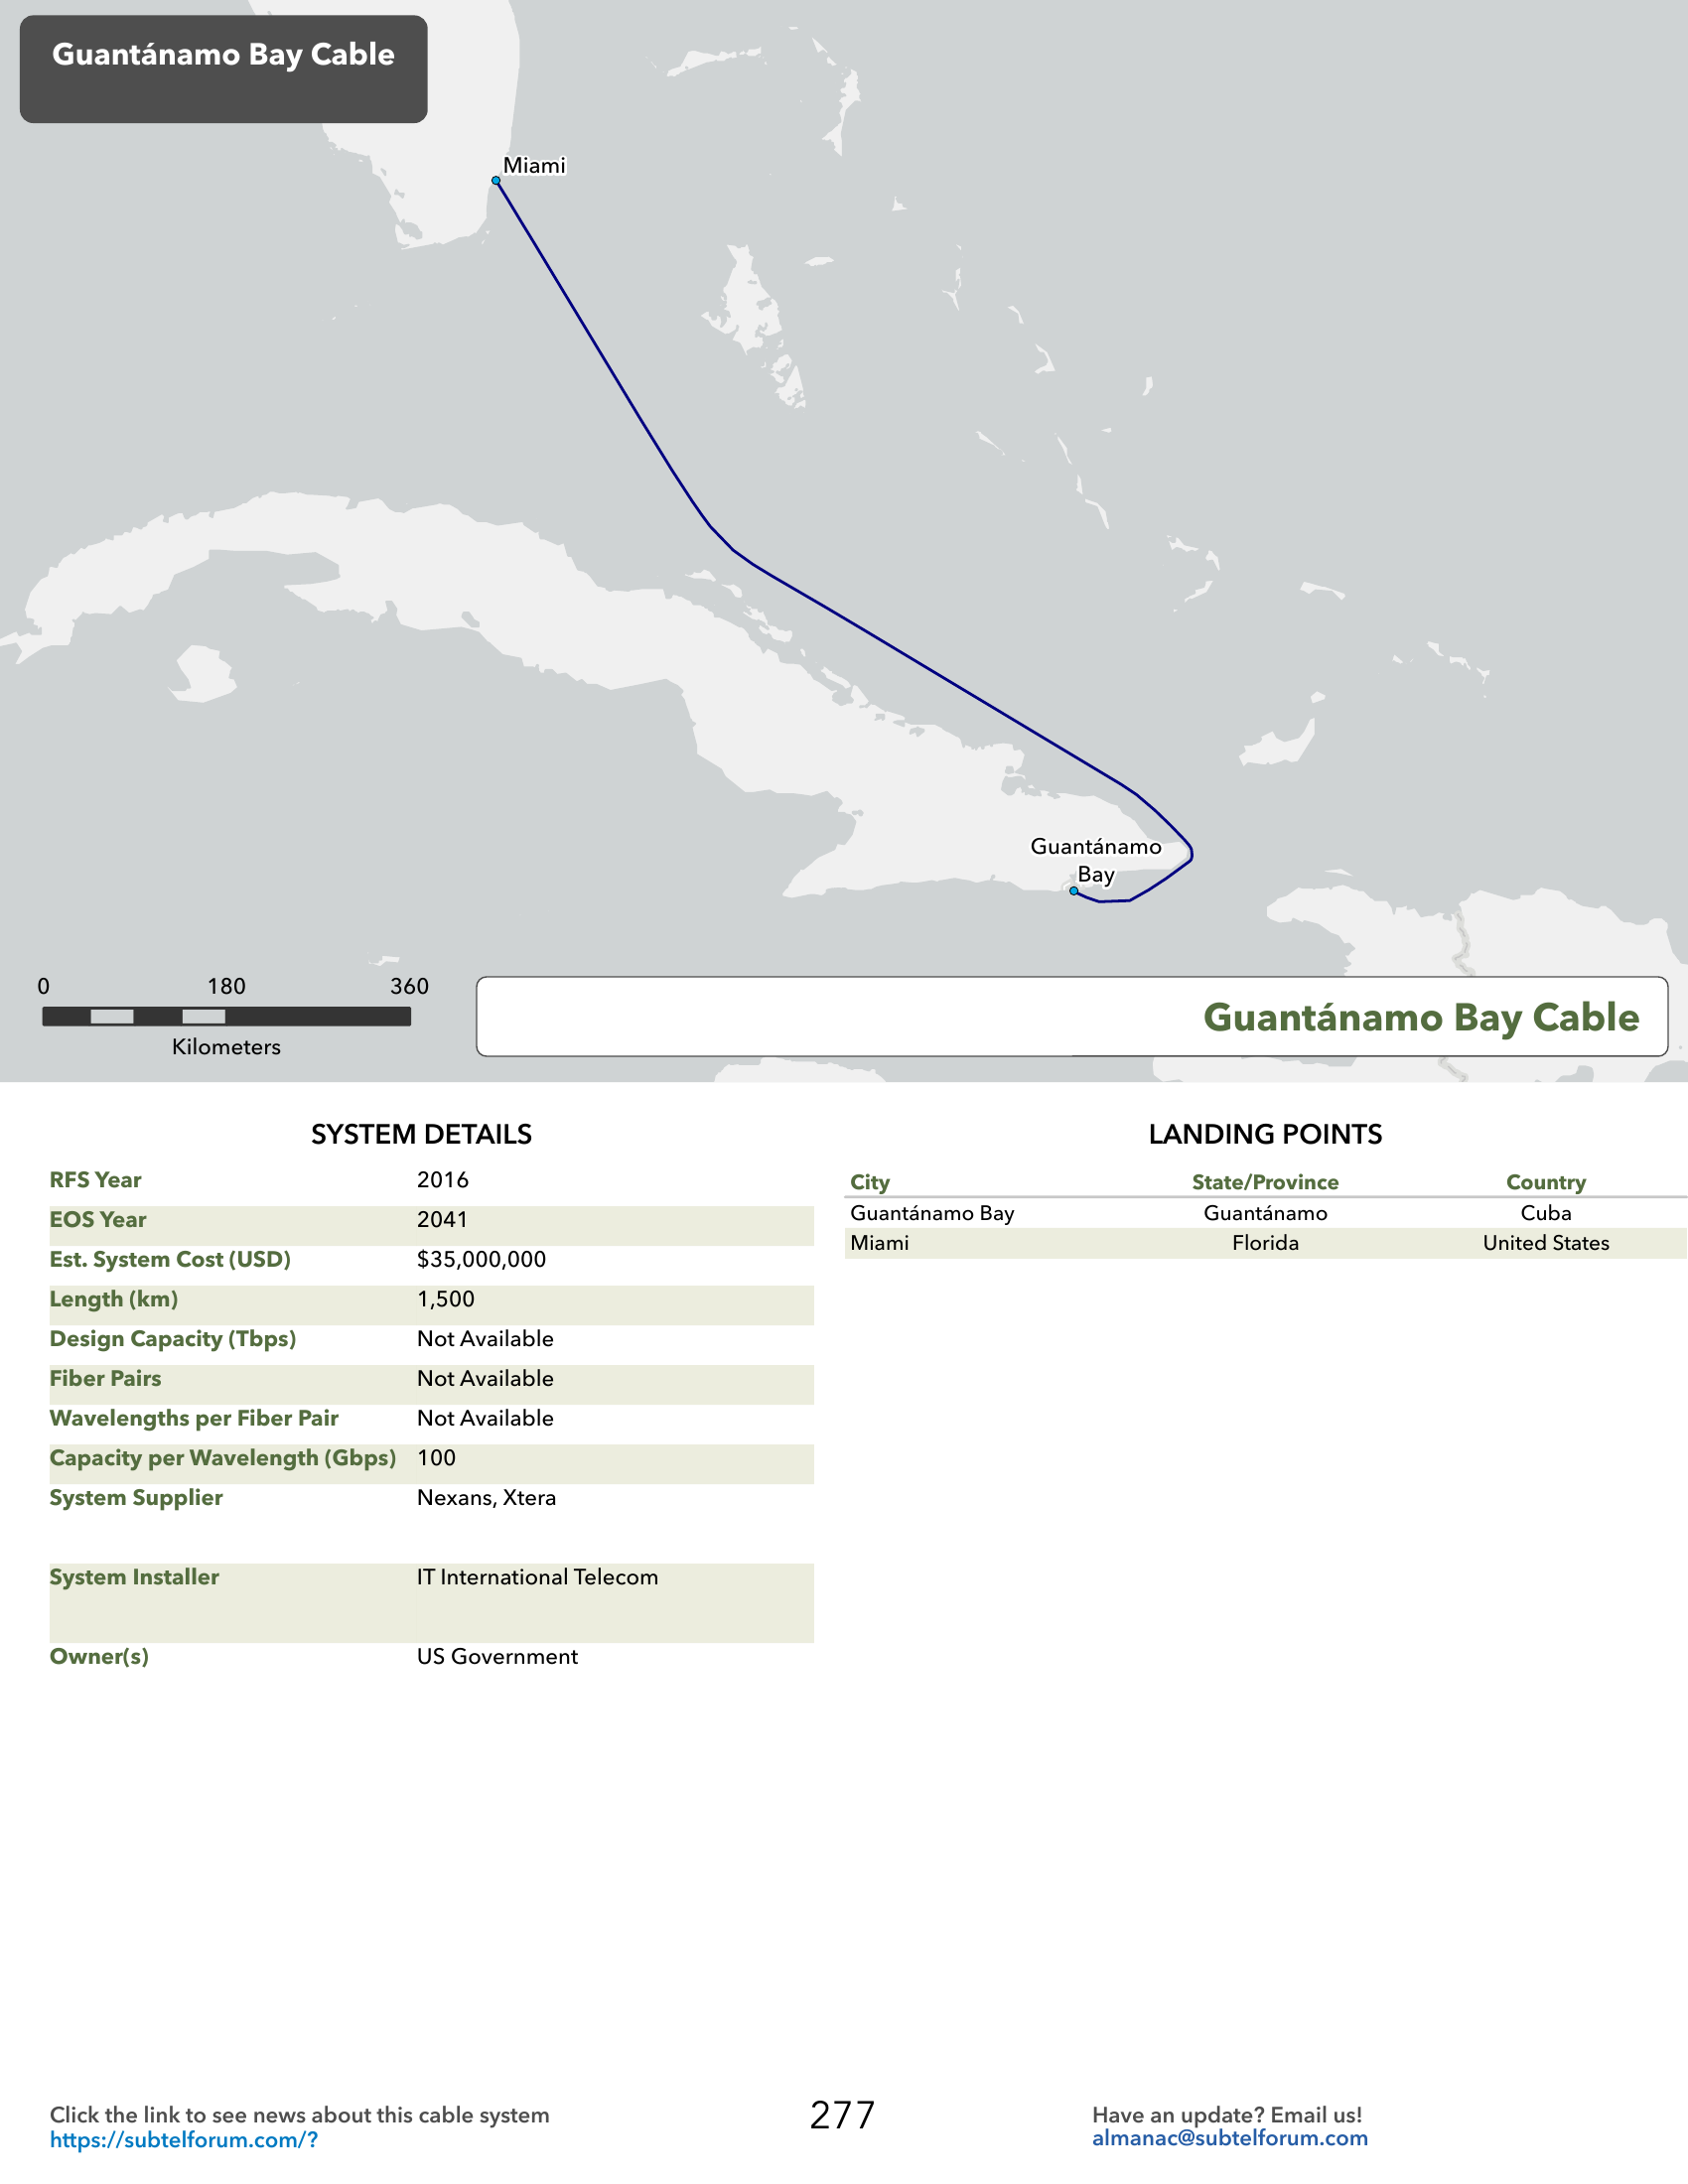 Guantánamo Bay Cable
Miami
Guantánamo
Bay
0 180 360
Kilometers
Guantánamo Bay Cable
SYSTEM DETAILS
RFS Year 2016
EOS Year 2041
Est. System Cost (USD) $35,000,000
Length (km) 1,500
Design Capacity (Tbps) Not Available
Fiber Pairs Not Available
Wavelengths per Fiber Pair Not Available
Capacity per Wavelength (Gbps) 100
System Supplier Nexans, Xtera
System Installer IT International Telecom
Owner(s) US Government
LANDING POINTS
City State/Province Country
Guantánamo Bay Guantánamo Cuba
Miami Florida United States
Click the link to see news about this cable system
https://subtelforum.com/?
277
Have an update? Email us!
almanac@subtelforum.com